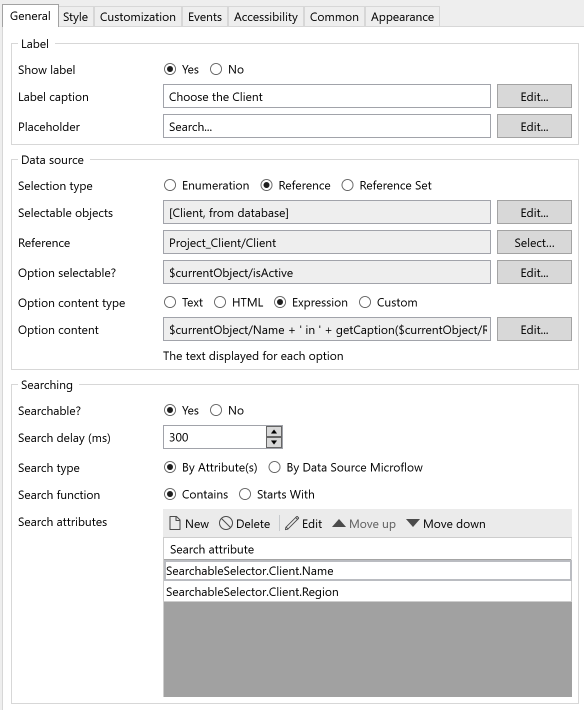 General Style Customization Events Accessibility Common Appearance
Label
Show label Yes No
Label caption Choose the Client Edit...
Placeholder Search... Edit...
Data source
Selection type Enumeration Reference Reference Set
Selectable objects [Client, from database] Edit...
Reference Project_Client/Client Select...
Option selectable? $currentObject/isActive Edit...
Option content type Text HTML Expression Custom
Option content $currentObject/Name + ' in ' + getCaption($currentObject/R Edit...
The text displayed for each option
Searching
Searchable? Yes No
Search delay (ms) 300
Search type By Attribute(s) By Data Source Microflow
Search function Contains Starts With
Search attributes New Delete Edit Move up Move down
Search attribute
SearchableSelector.Client.Name
SearchableSelector.Client.Region